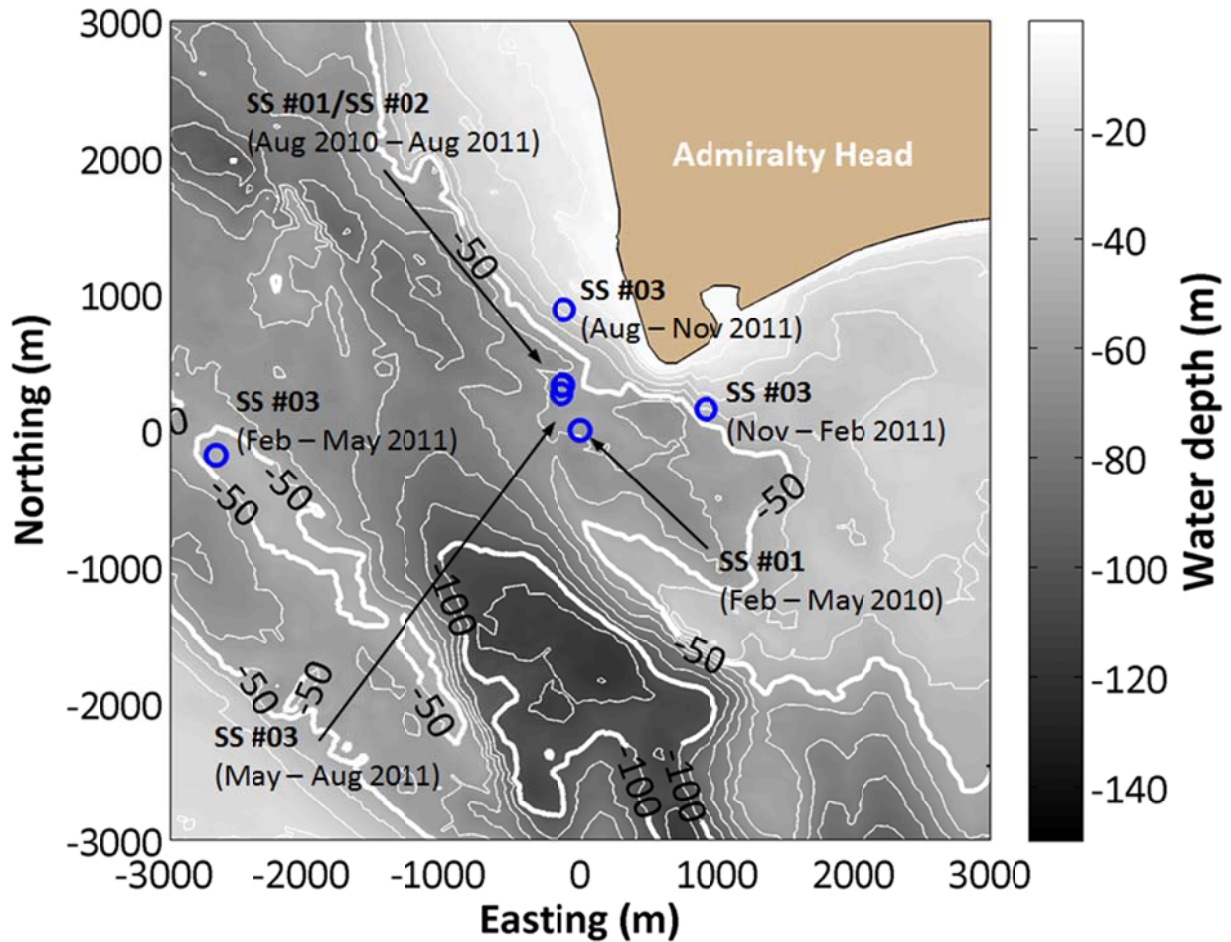 3000
2000
1000
0
-1000
-2000
-3000
Northing (m)
-3000
-2000
-1000
0
1000
2000
3000
Easting (m)
SS #01/SS #02
(Aug 2010 – Aug 2011)
Admiralty Head
-50
SS #03
(Aug – Nov 2011)
SS #03
(Nov – Feb 2011)
0
SS #03
(Feb – May 2011)
-50
-50
-50
SS #01
(Feb – May 2010)
-100
-50
-50
-50
-50
SS #03
(May – Aug 2011)
-100
-100
-20
-40
-60
-80
-100
-120
-140
Water depth (m)